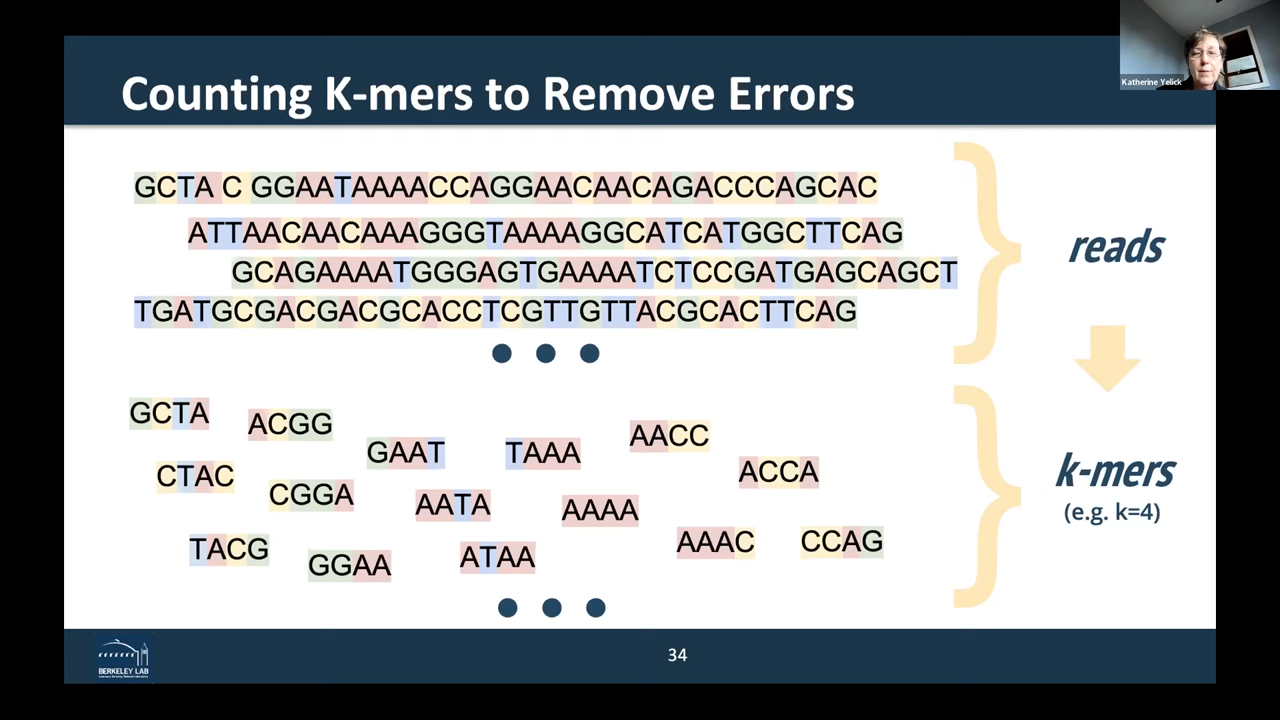 Katherine Yelick
Counting K-mers to Remove Errors
GCTA C GGAATAAAACCAGGAACAACAGACCCAGCAC
ATTAACAACAAAGGGTAAAAGGCATCATGGCTTCAG
GCAGAAAATGGGAGTGAAAATCTCCGATGAGCAGCT
TGATGCGACGACGCACCTCGTTGTTACGCACTTCAG
reads
GCTA
ACGG
GAAT
TAAA
AACC
CTAC
CGGA
AATA
AAAA
ACCA
TACG
GGAA
ATAA
AAAC
CCAG
k-mers
(e.g. k=4)
BERKELEY LAB
34